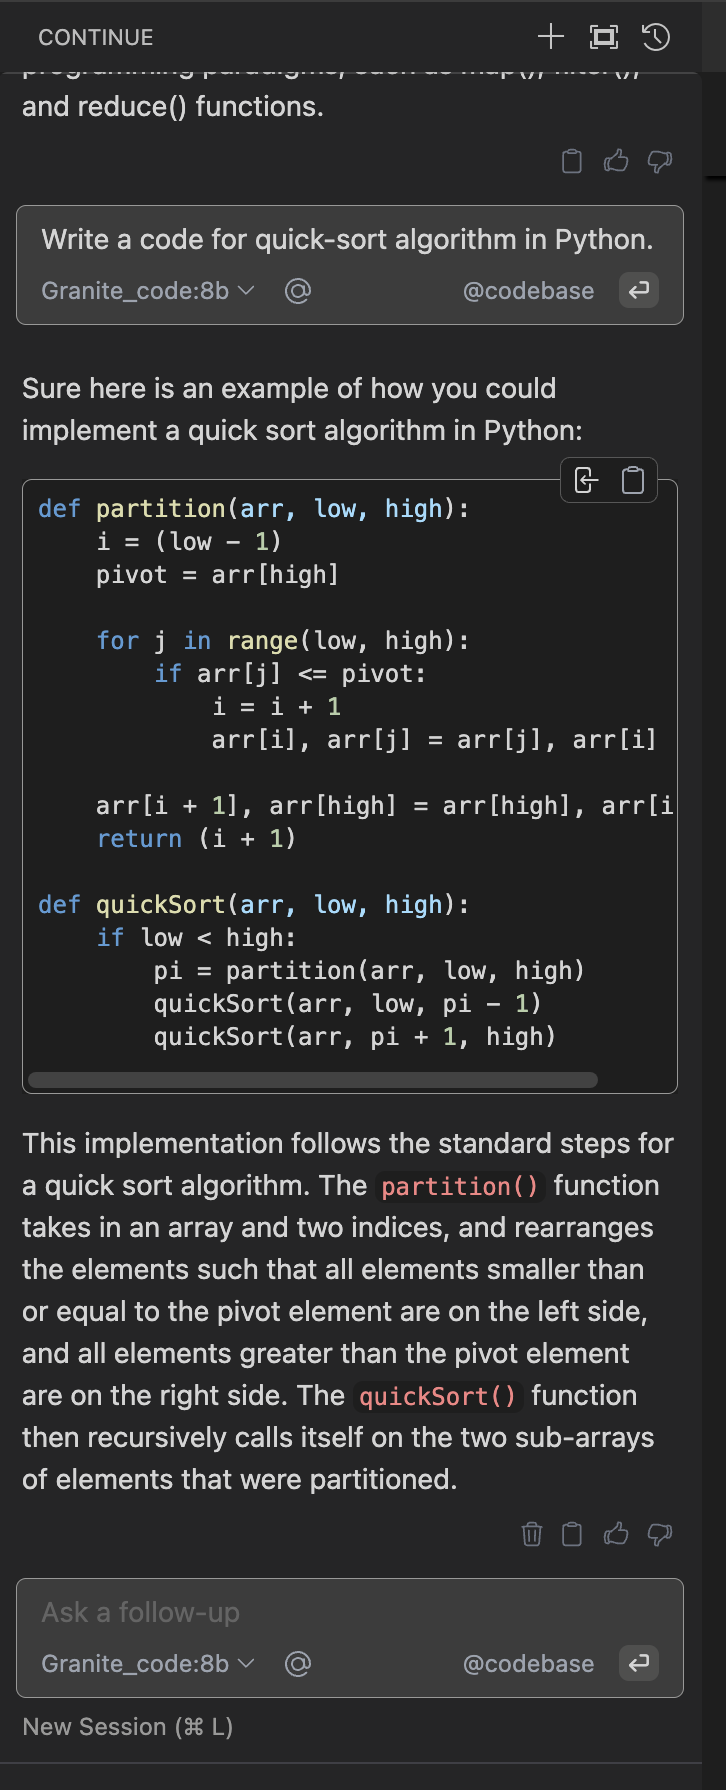 CONTINUE
programming paradigms, such as map(), filter(),
and reduce() functions.
Write a code for quick-sort algorithm in Python.
Granite_code:8b @codebase
Sure here is an example of how you could
implement a quick sort algorithm in Python:
def partition(arr, low, high):
    i = (low - 1)
    pivot = arr[high]
    for j in range(low, high):
        if arr[j] <= pivot:
            i = i + 1
            arr[i], arr[j] = arr[j], arr[i]
    arr[i + 1], arr[high] = arr[high], arr[i
    return (i + 1)
def quickSort(arr, low, high):
    if low < high:
        pi = partition(arr, low, high)
        quickSort(arr, low, pi - 1)
        quickSort(arr, pi + 1, high)
This implementation follows the standard steps for
a quick sort algorithm. The partition() function
takes in an array and two indices, and rearranges
the elements such that all elements smaller than
or equal to the pivot element are on the left side,
and all elements greater than the pivot element
are on the right side. The quickSort() function
then recursively calls itself on the two sub-arrays
of elements that were partitioned.
Ask a follow-up
Granite_code:8b @codebase
New Session (⌘ L)